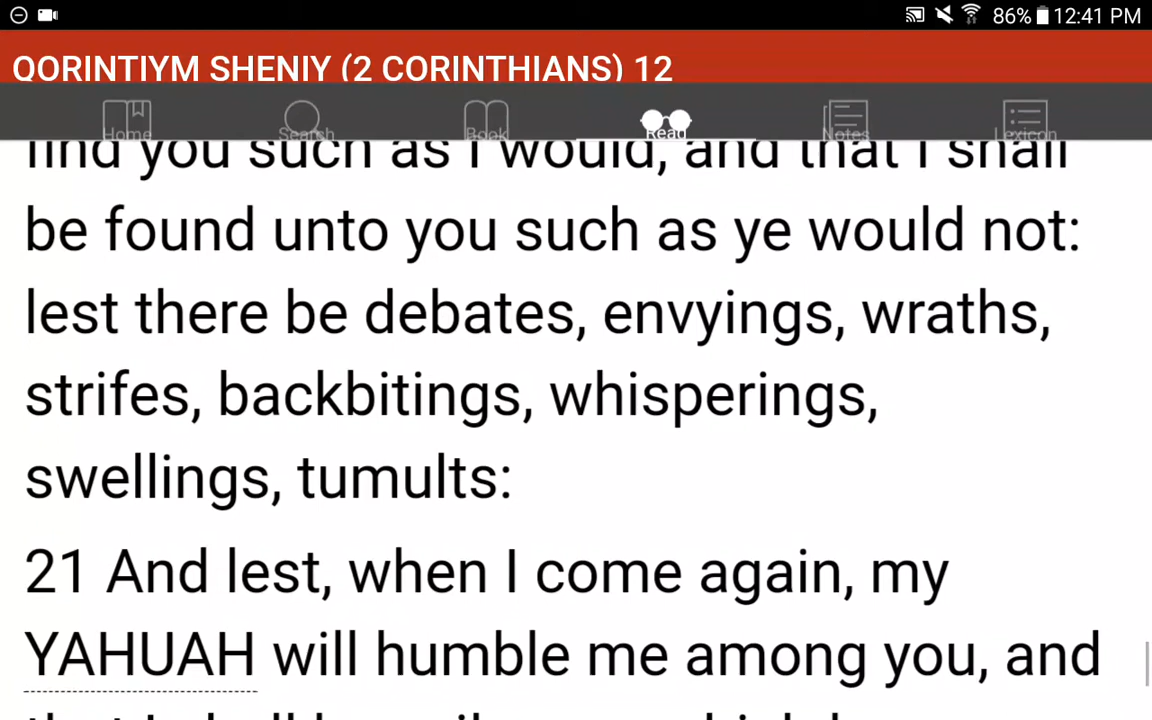 86% 12:41 PM
QORINTIYM SHENIY (2 CORINTHIANS) 12
Home Search Book Read Notes Lexicon
find you such as I would, and that I shall
be found unto you such as ye would not:
lest there be debates, envyings, wraths,
strifes, backbitings, whisperings,
swellings, tumults:
21 And lest, when I come again, my
YAHUAH will humble me among you, and